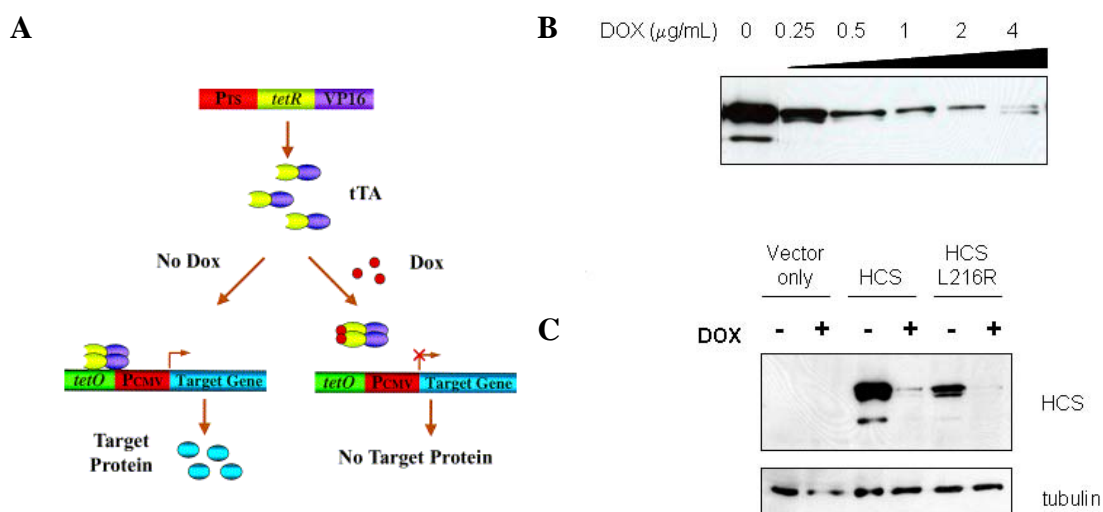 A
PTS tetR VP16
tTA
No Dox
Dox
tetO PCMV Target Gene
tetO PCMV Target Gene
Target
Protein
No Target Protein
B
DOX (µg/mL) 0 0.25 0.5 1 2 4
C
Vector
only
HCS
HCS
L216R
DOX - + - + - +
HCS
tubulin